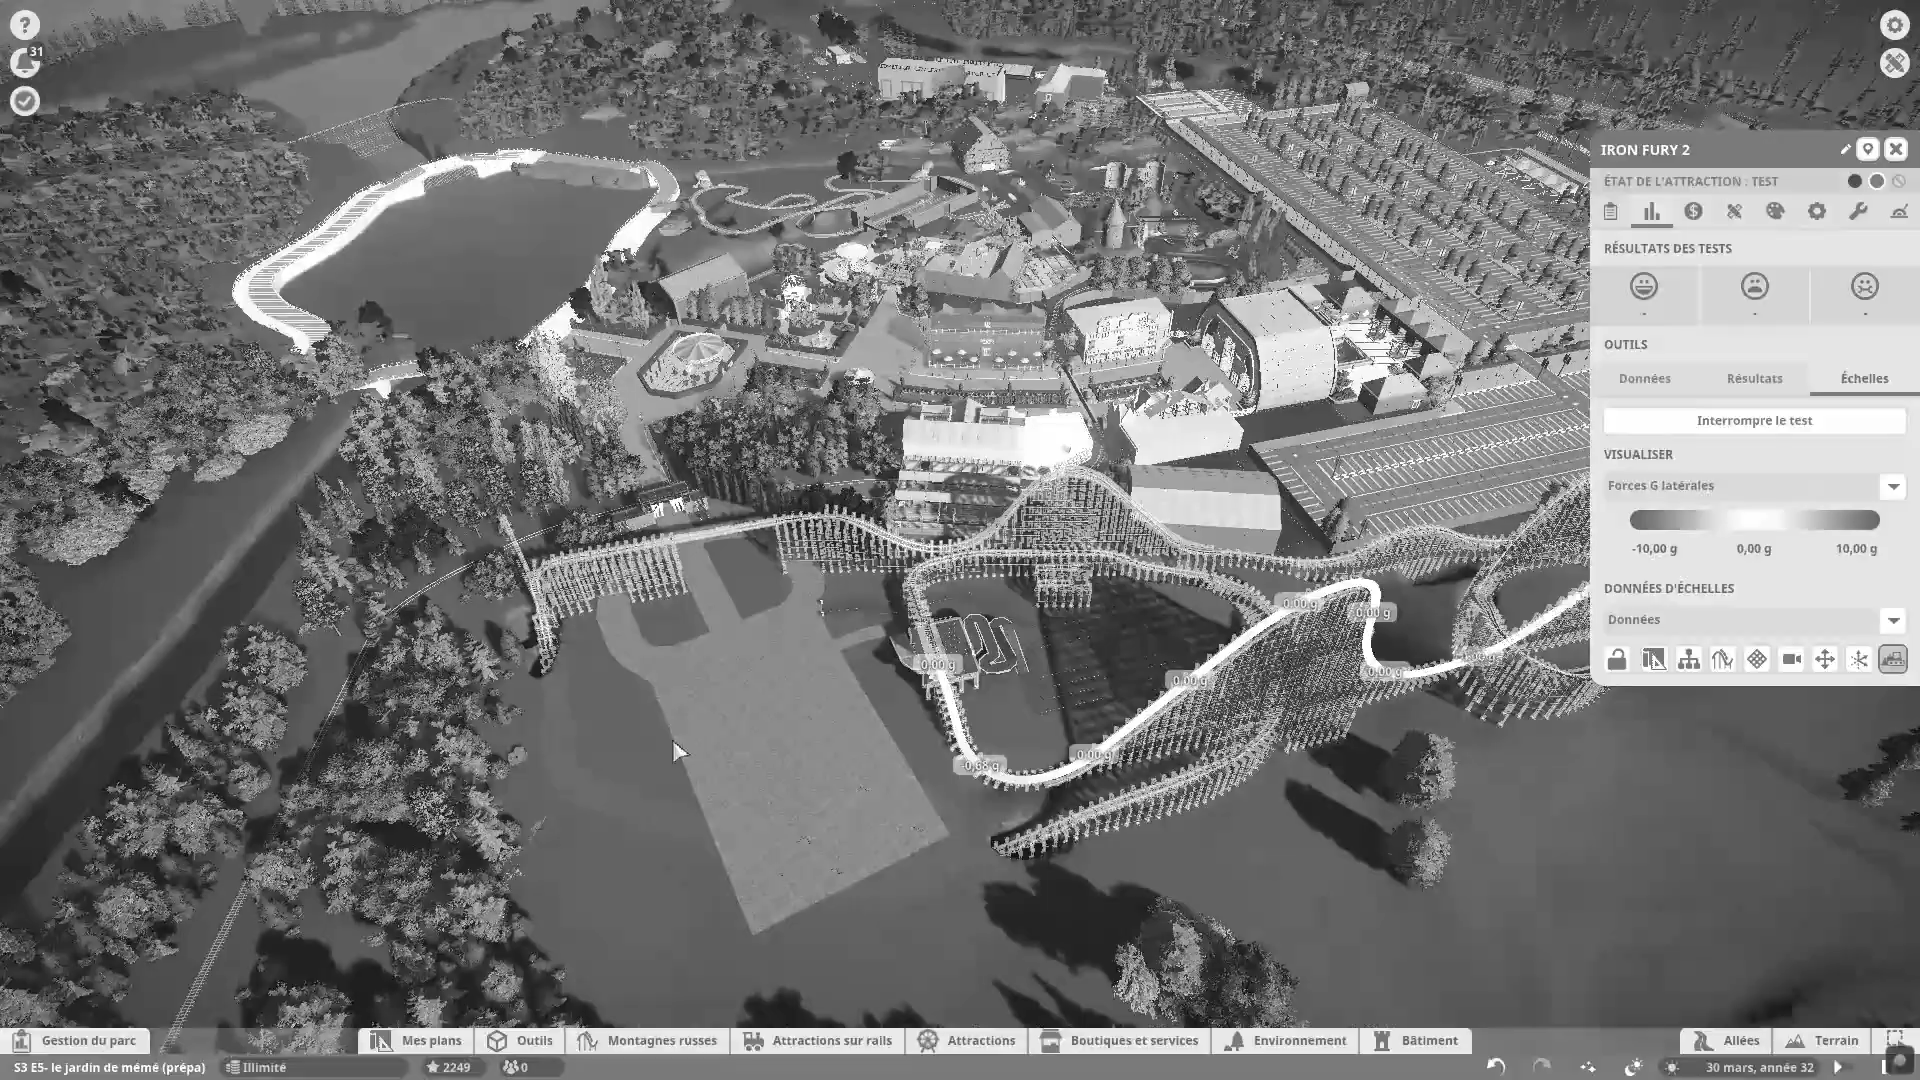 ?
31
IRON FURY 2
ÉTAT DE L'ATTRACTION : TEST
RÉSULTATS DES TESTS
- - -
OUTILS
Données Résultats Échelles
Interrompre le test
VISUALISER
Forces G latérales
-10,00 g 0,00 g 10,00 g
DONNÉES D'ÉCHELLES
Données
0,00 g
0,00 g
0,00 g
0,00 g
0,00 g
0,00 g
0,00 g
-0,68 g
Gestion du parc
Mes plans
Outils
Montagnes russes
Attractions sur rails
Attractions
Boutiques et services
Environnement
Bâtiment
Allées
Terrain
S3 E5- le jardin de mémé (prépa)
Illimité
2249
0
30 mars, année 32